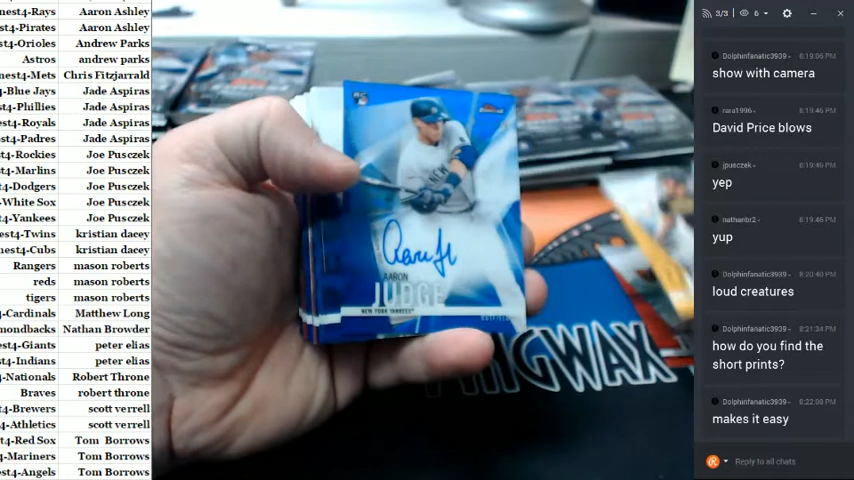 nest4-Rays Aaron Ashley
est4-Pirates Aaron Ashley
est4-Orioles Andrew Parks
Astros andrew parks
nest4-Mets Chris Fitzjarrald
4-Blue Jays Jade Aspiras
t4-Phillies Jade Aspiras
st4-Royals Jade Aspiras
st4-Padres Jade Aspiras
st4-Rockies Joe Pusczek
st4-Marlins Joe Pusczek
t4-Dodgers Joe Pusczek
-White Sox Joe Pusczek
t4-Yankees Joe Pusczek
est4-Twins kristian dacey
est4-Cubs kristian dacey
Rangers mason roberts
reds mason roberts
tigers mason roberts
-Cardinals Matthew Long
mondbacks Nathan Browder
est4-Giants peter elias
st4-Indians peter elias
-Nationals Robert Throne
Braves robert throne
t4-Brewers scott verrell
t4-Athletics scott verrell
st4-Red Sox Tom Borrows
-Mariners Tom Borrows
est4-Angels Tom Borrows
Aaron J
AARON
JUDGE
NEW YORK YANKEES
NGWAX
3/3 6
Dolphinfanatic3939 8:19:06 PM
show with camera
rara1996 8:19:46 PM
David Price blows
jpusczek 8:19:46 PM
yep
nathanbr2 8:19:46 PM
yup
Dolphinfanatic3939 8:20:40 PM
loud creatures
Dolphinfanatic3939 8:21:34 PM
how do you find the
short prints?
Dolphinfanatic3939 8:22:08 PM
makes it easy
Reply to all chats